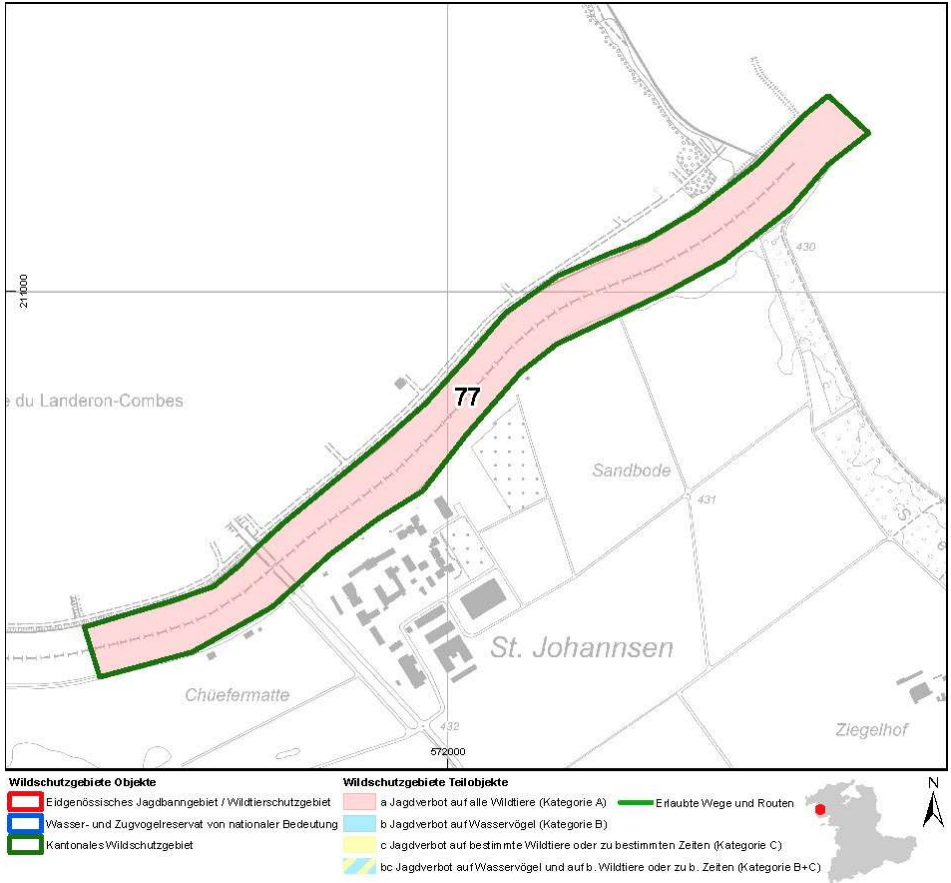 430
211000
e du Landeron-Combes
77
Sandbode
431
St. Johannsen
Chüefermatte
432
Ziegelhof
572000
Wildschutzgebiete Objekte
Eidgenössisches Jagdbanngebiet / Wildtierschutzgebiet
Wasser- und Zugvogelreservat von nationaler Bedeutung
Kantonales Wildschutzgebiet
Wildschutzgebiete Teilobjekte
a Jagdverbot auf alle Wildtiere (Kategorie A)
b Jagdverbot auf Wasservögel (Kategorie B)
c Jagdverbot auf bestimmte Wildtiere oder zu bestimmten Zeiten (Kategorie C)
bc Jagdverbot auf Wasservögel und auf b. Wildtiere oder zu b. Zeiten (Kategorie B+C)
Erlaubte Wege und Routen
N